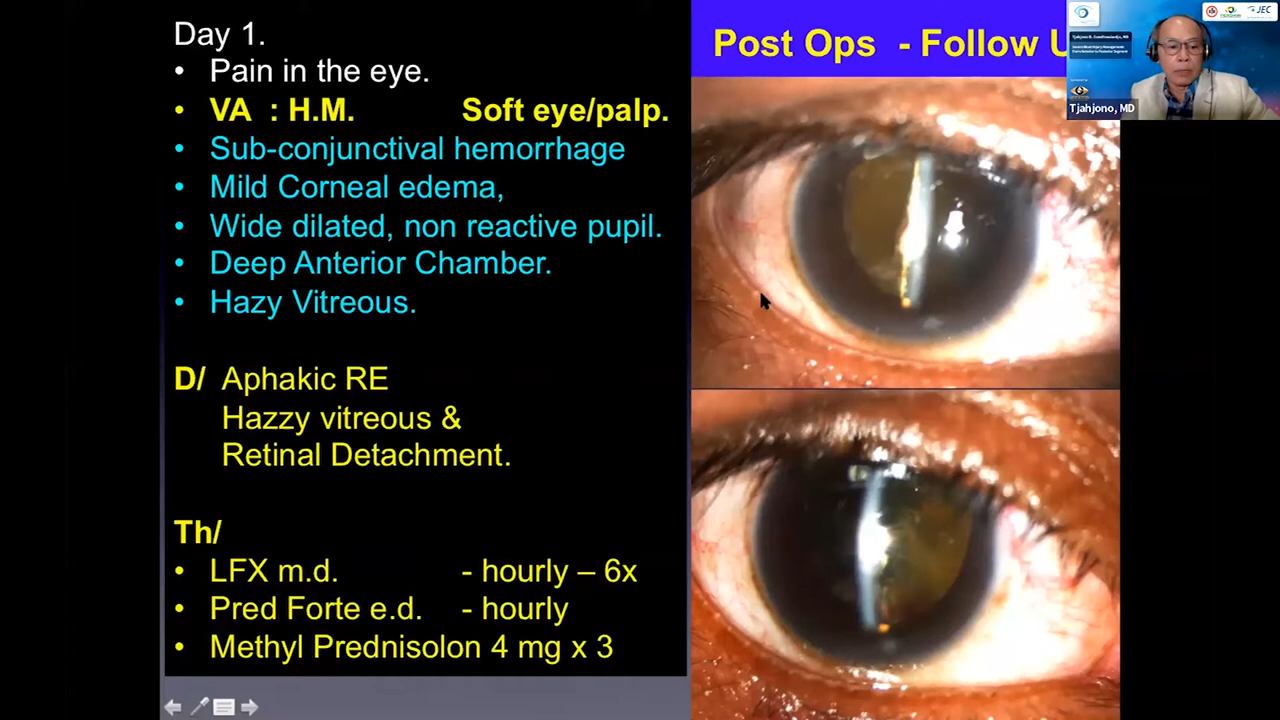 Day 1.
• Pain in the eye.
• VA : H.M. Soft eye/palp.
• Sub-conjunctival hemorrhage
• Mild Corneal edema,
• Wide dilated, non reactive pupil.
• Deep Anterior Chamber.
• Hazy Vitreous.
D/ Aphakic RE
Hazzy vitreous &
Retinal Detachment.
Th/
• LFX m.d. - hourly – 6x
• Pred Forte e.d. - hourly
• Methyl Prednisolon 4 mg x 3
Post Ops - Follow U
JEC
Tjahjono, MD